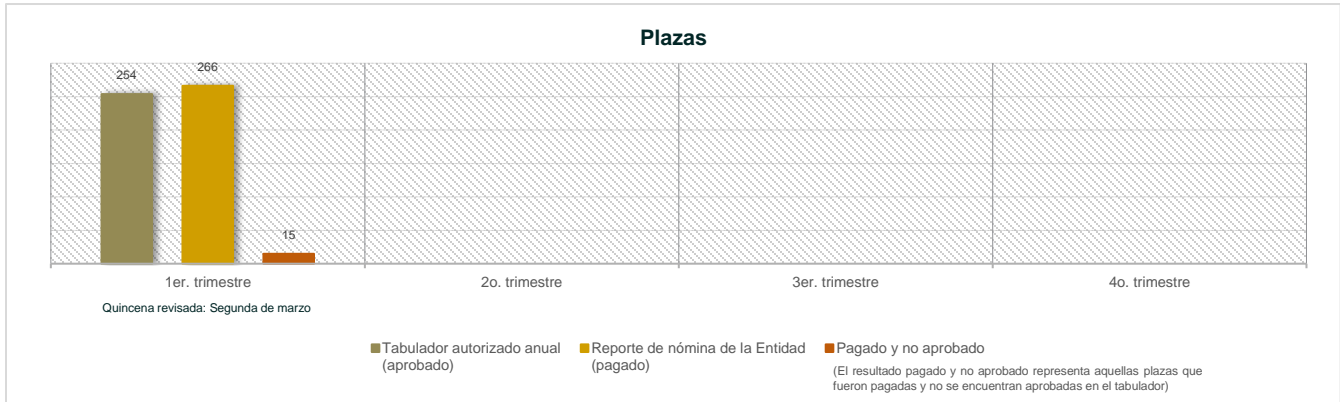 Plazas
254
266
15
1er. trimestre
2o. trimestre
3er. trimestre
4o. trimestre
Quincena revisada: Segunda de marzo
Tabulador autorizado anual
(aprobado)
Reporte de nómina de la Entidad
(pagado)
Pagado y no aprobado
(El resultado pagado y no aprobado representa aquellas plazas que
fueron pagadas y no se encuentran aprobadas en el tabulador)